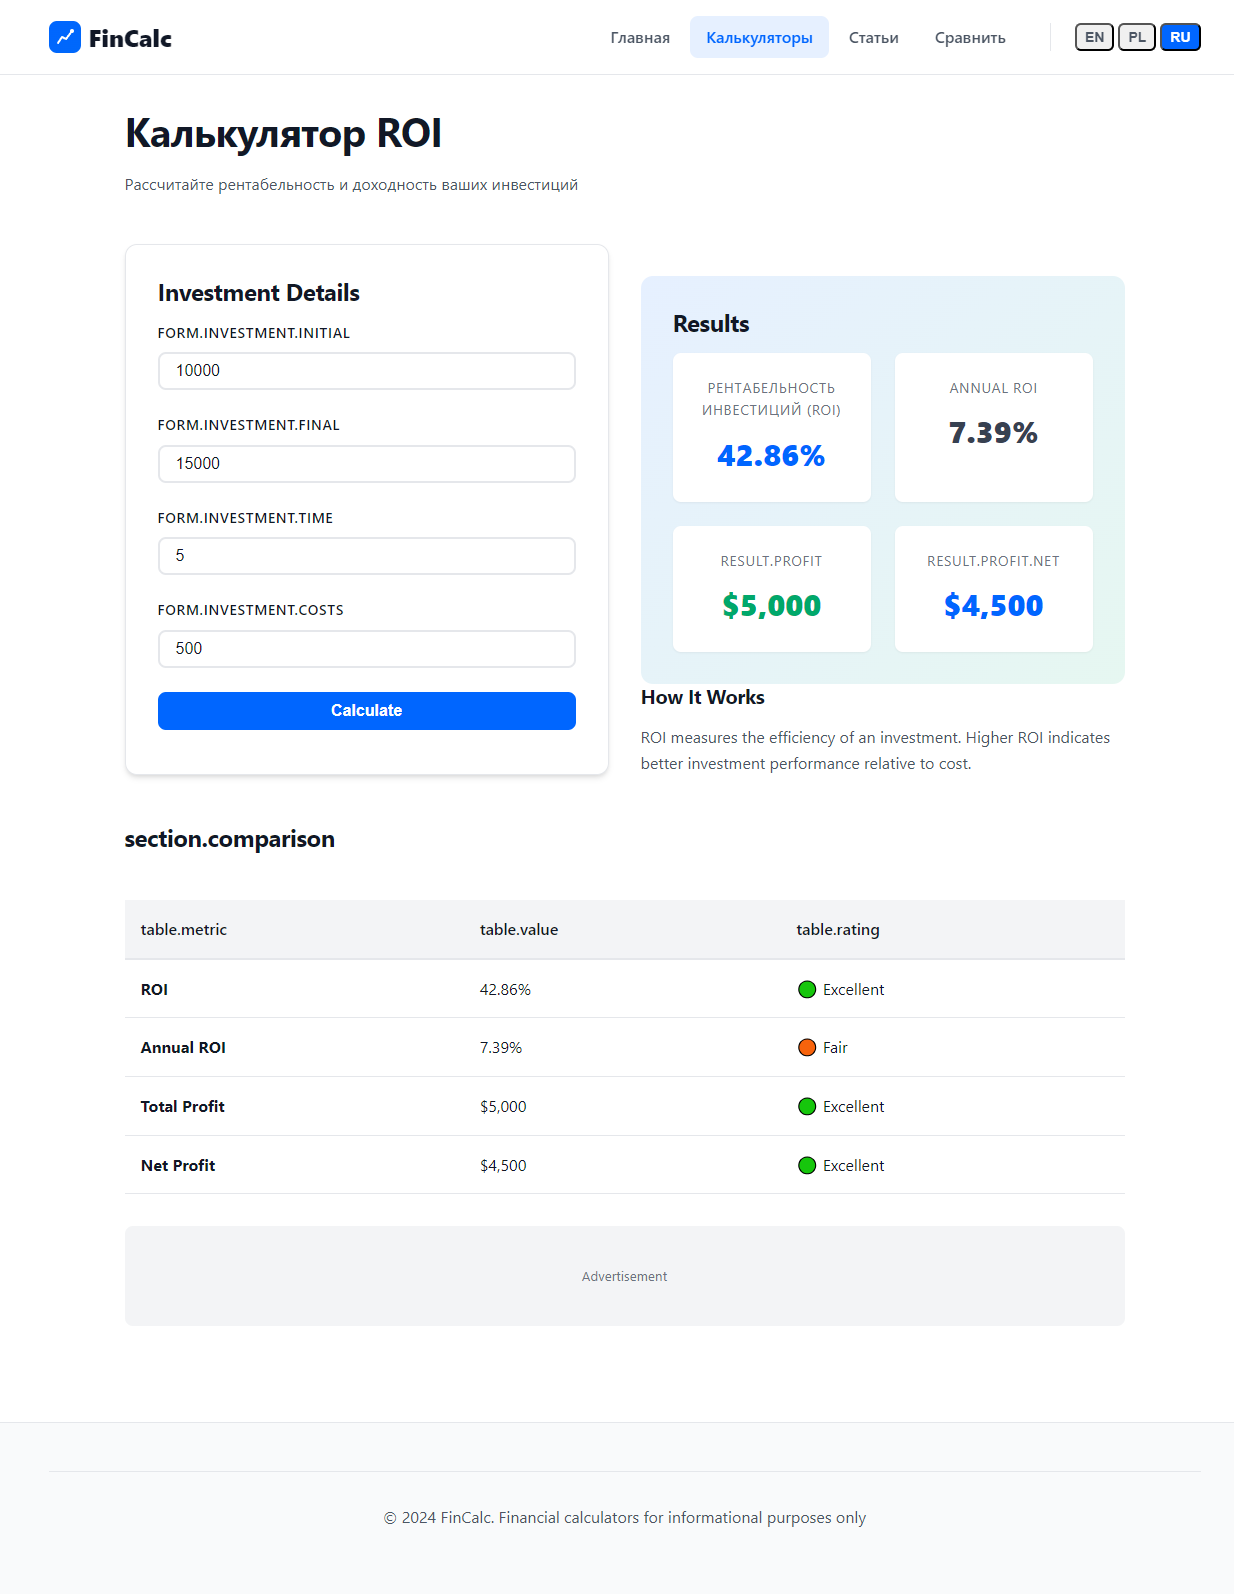 FinCalc
Главная
Калькуляторы
Статьи
Сравнить
EN
PL
RU
Калькулятор ROI
Рассчитайте рентабельность и доходность ваших инвестиций
Investment Details
FORM.INVESTMENT.INITIAL
10000
FORM.INVESTMENT.FINAL
15000
FORM.INVESTMENT.TIME
5
FORM.INVESTMENT.COSTS
500
Calculate
Results
РЕНТАБЕЛЬНОСТЬ
ИНВЕСТИЦИЙ (ROI)
42.86%
ANNUAL ROI
7.39%
RESULT.PROFIT
$5,000
RESULT.PROFIT.NET
$4,500
How It Works
ROI measures the efficiency of an investment. Higher ROI indicates
better investment performance relative to cost.
section.comparison
table.metric table.value table.rating
ROI 42.86% Excellent
Annual ROI 7.39% Fair
Total Profit $5,000 Excellent
Net Profit $4,500 Excellent
Advertisement
© 2024 FinCalc. Financial calculators for informational purposes only